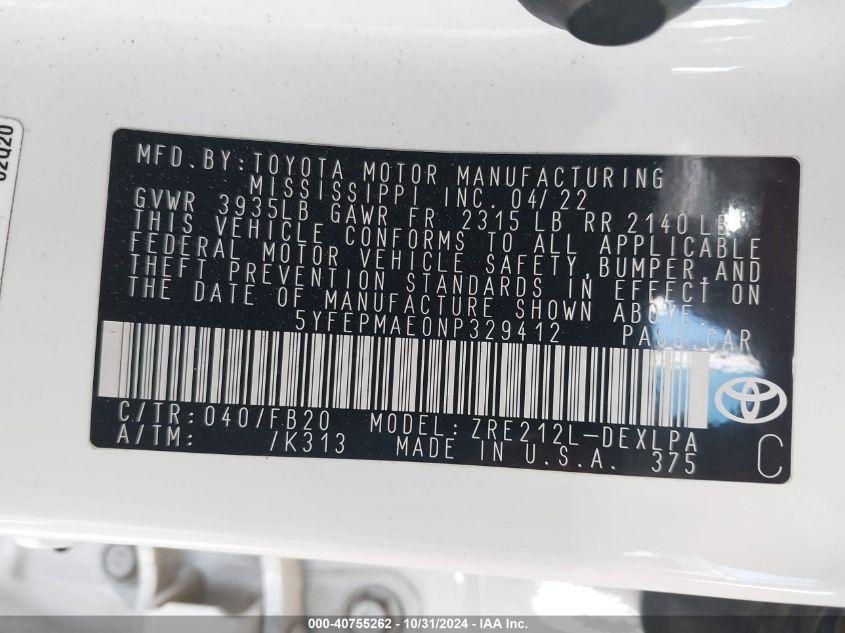 02Q20
MFD.BY:TOYOTA MOTOR MANUFACTURING
MISSISSIPPI INC. 04/22
GVWR 3935LB GAWR FR 2315 LB RR 2140 LB
THIS VEHICLE CONFORMS TO ALL APPLICABLE
FEDERAL MOTOR VEHICLE SAFETY, BUMPER AND
THEFT PREVENTION STANDARDS IN EFFECT ON
THE DATE OF MANUFACTURE SHOWN ABOVE.
5YFEPMAE0NP329412 PASS.CAR
C/TR: 040/FB20 MODEL: ZRE212L-DEXLPA
A/TM: /K313 MADE IN U.S.A. 375 C
000-40755262 - 10/31/2024 - IAA Inc.